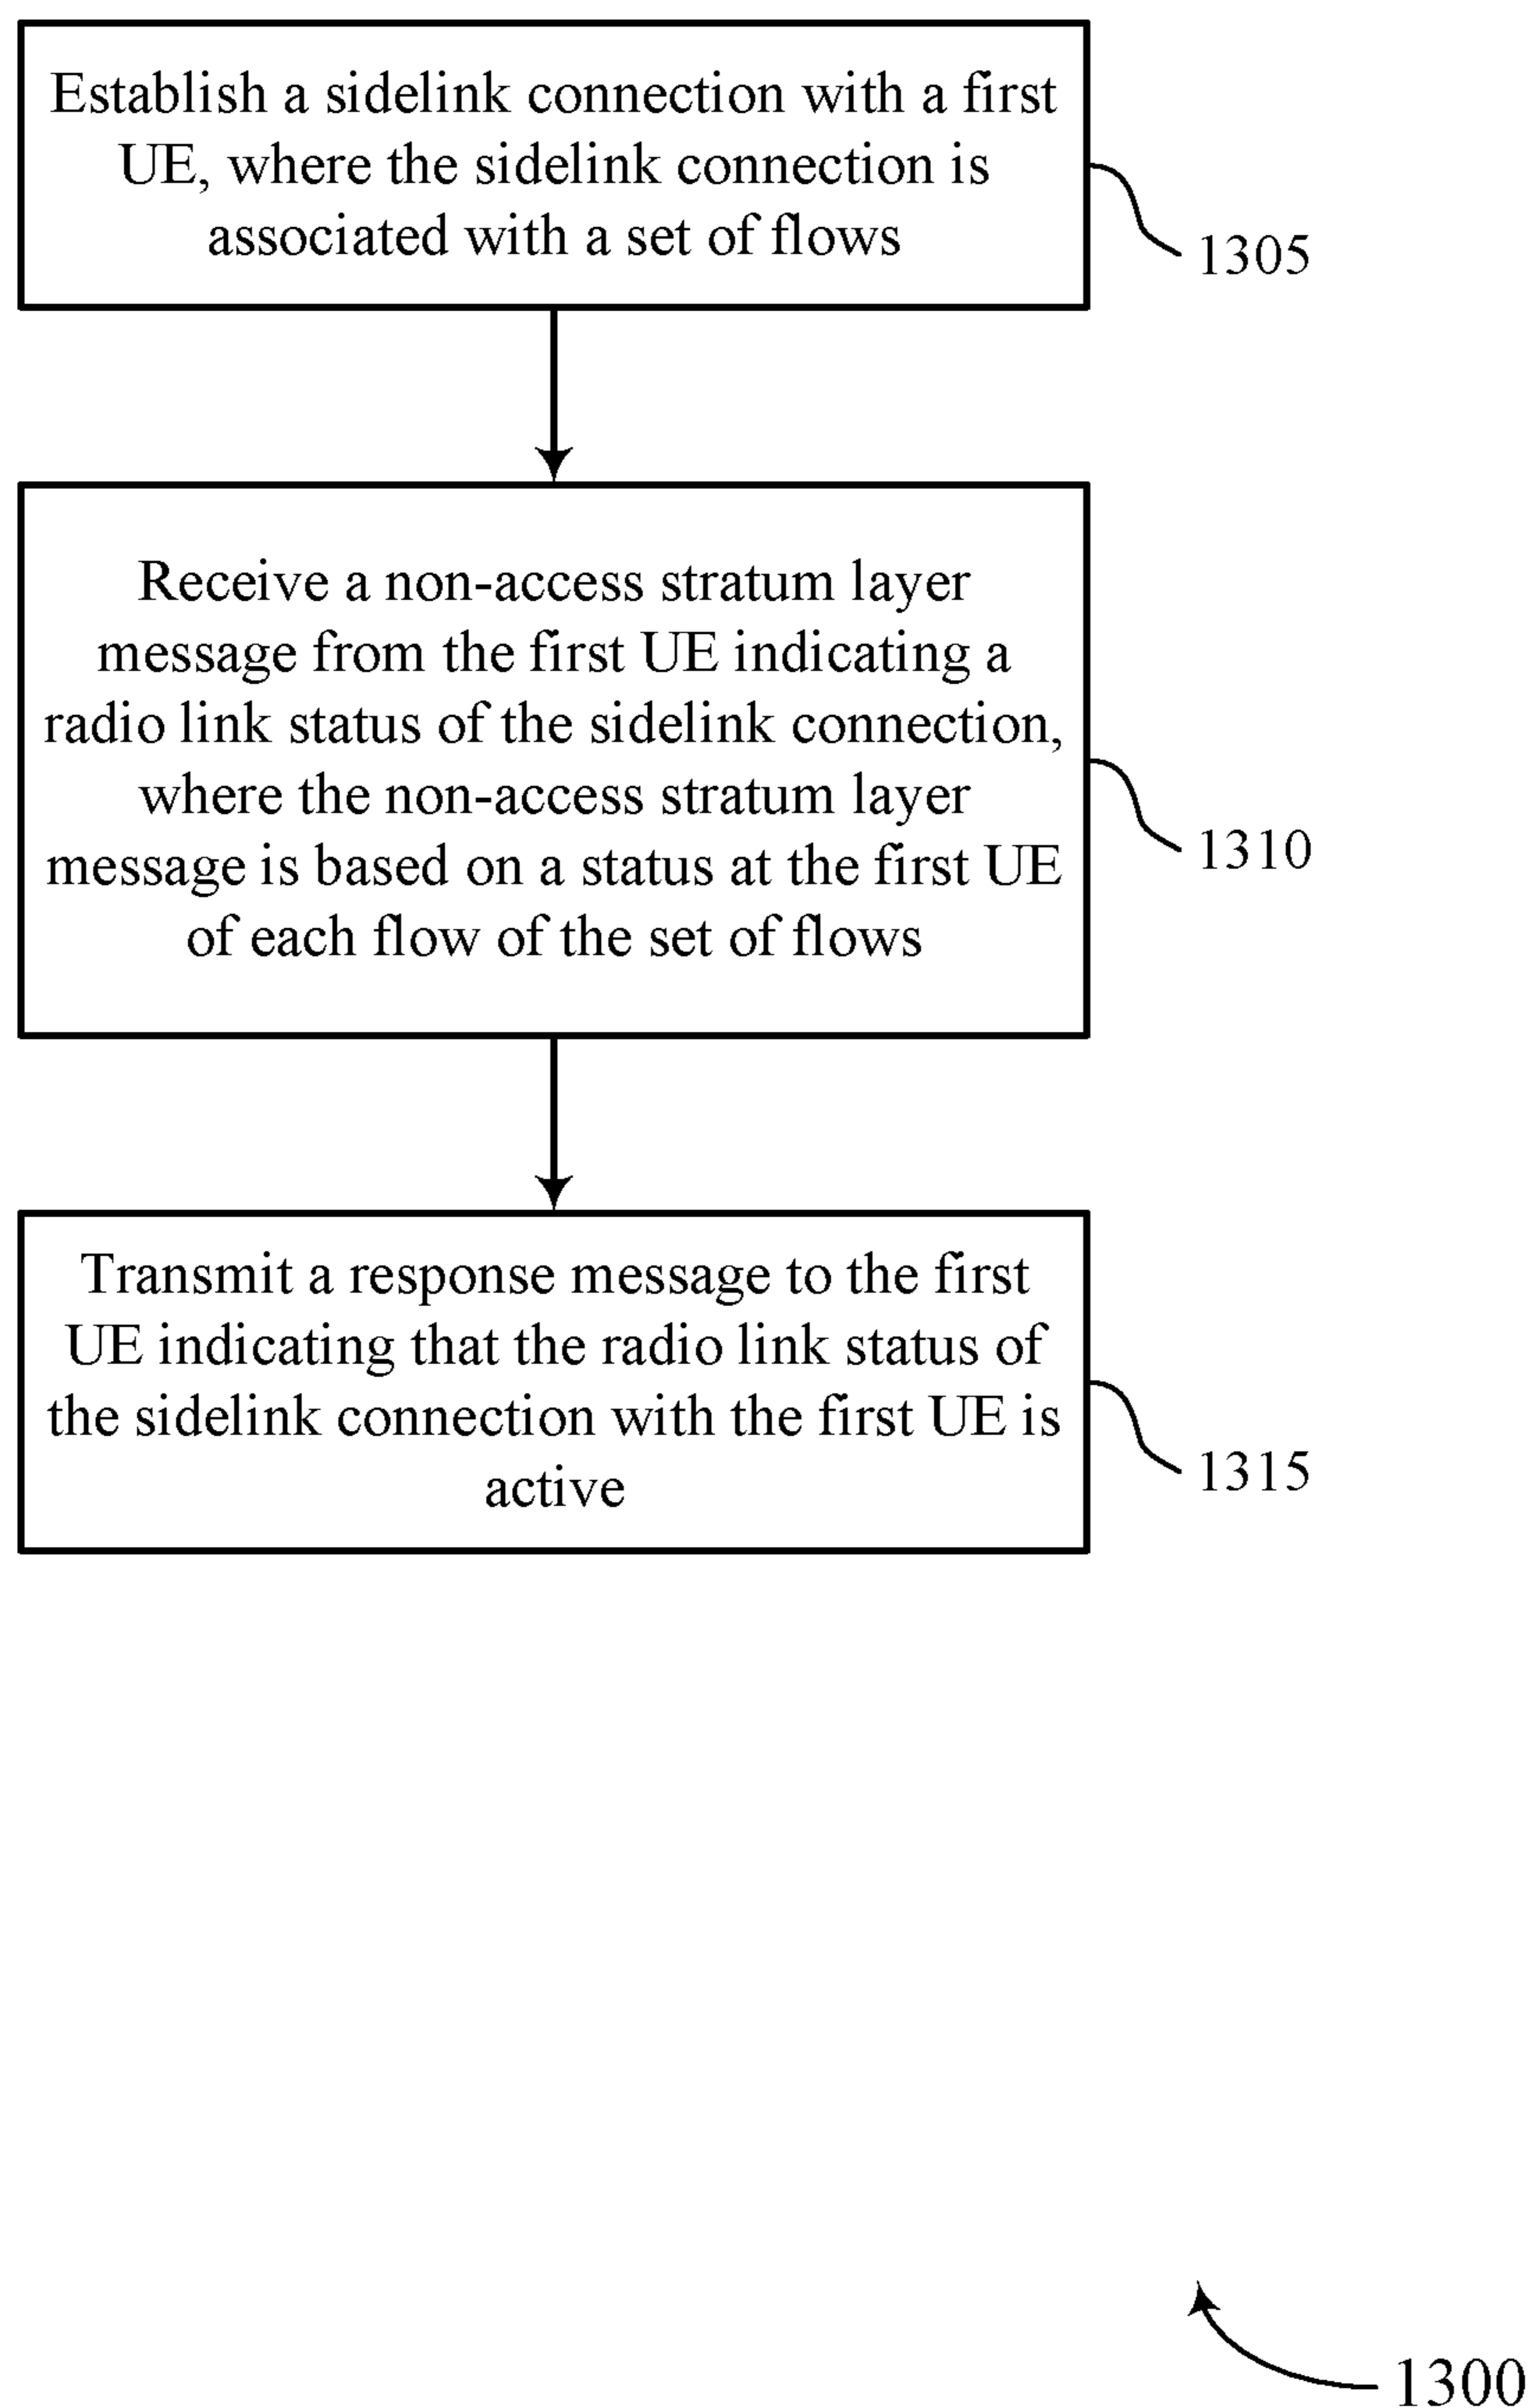 Establish a sidelink connection with a first
UE, where the sidelink connection is
associated with a set of flows
1305
Receive a non-access stratum layer
message from the first UE indicating a
radio link status of the sidelink connection,
where the non-access stratum layer
message is based on a status at the first UE
of each flow of the set of flows
1310
Transmit a response message to the first
UE indicating that the radio link status of
the sidelink connection with the first UE is
active
1315
1300